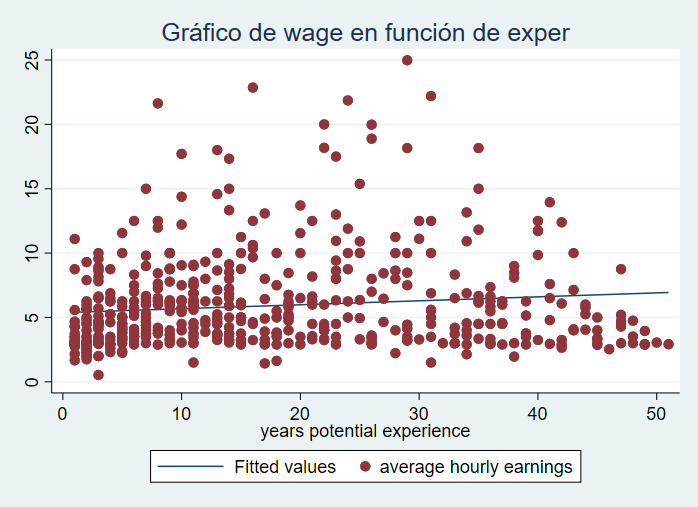 Gráfico de wage en función de exper
25
20
15
10
5
0
0 10 20 30 40 50
years potential experience
Fitted values average hourly earnings